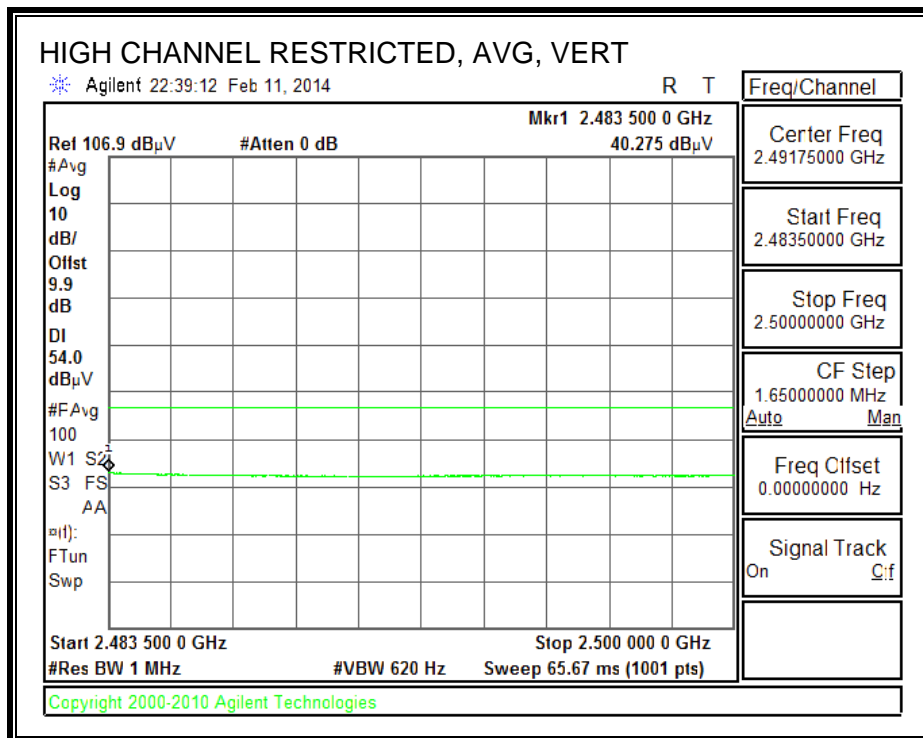 HIGH CHANNEL RESTRICTED, AVG, VERT
Agilent 22:39:12 Feb 11, 2014
R T
Mkr1 2.483 500 0 GHz
Ref 106.9 dBµV #Atten 0 dB 40.275 dBµV
#Avg
Log
10
dB/
Offst
9.9
dB
DI
54.0
dBµV
#FAvg
100
W1 S2
S3 FS
AA
¤(f):
FTun
Swp
1
Start 2.483 500 0 GHz Stop 2.500 000 0 GHz
#Res BW 1 MHz #VBW 620 Hz Sweep 65.67 ms (1001 pts)
Freq/Channel
Center Freq
2.49175000 GHz
Start Freq
2.48350000 GHz
Stop Freq
2.50000000 GHz
CF Step
1.65000000 MHz
Auto Man
Freq Offset
0.00000000 Hz
Signal Track
On Off
Copyright 2000-2010 Agilent Technologies